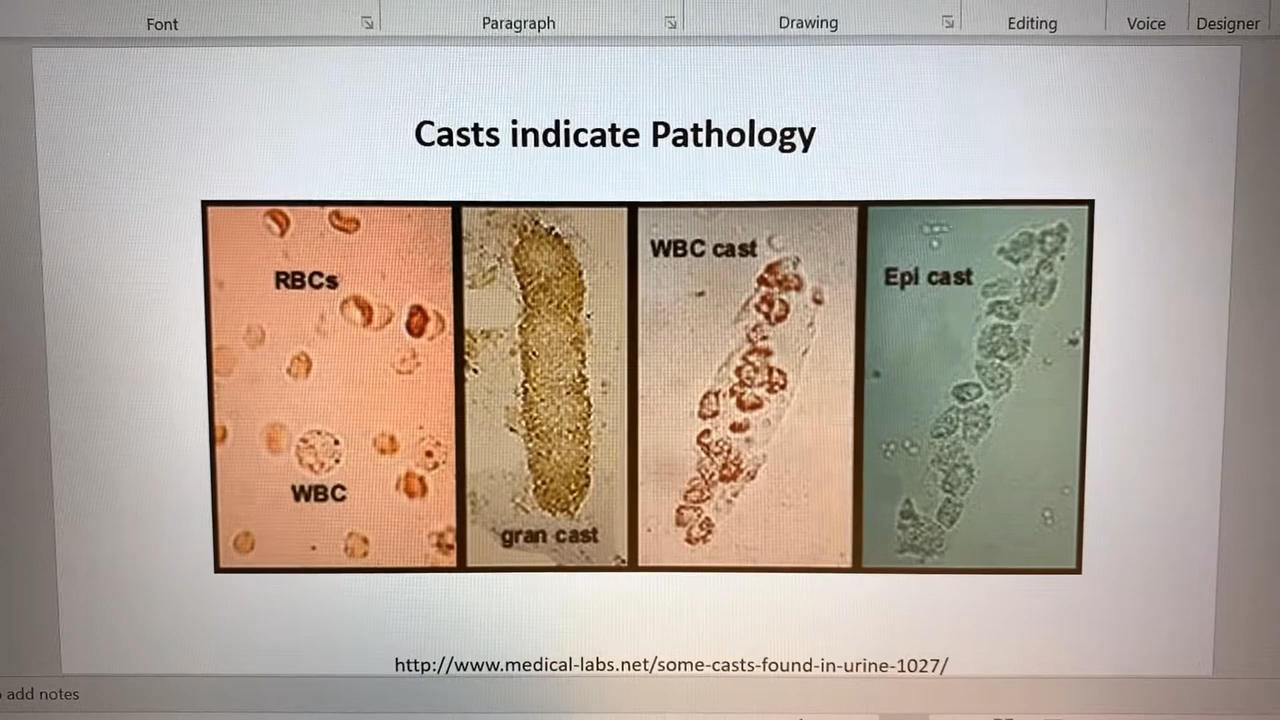 Font
Paragraph
Drawing
Editing
Voice
Designer
Casts indicate Pathology
RBCs
WBC
gran cast
WBC cast
Epi cast
http://www.medical-labs.net/some-casts-found-in-urine-1027/
add notes